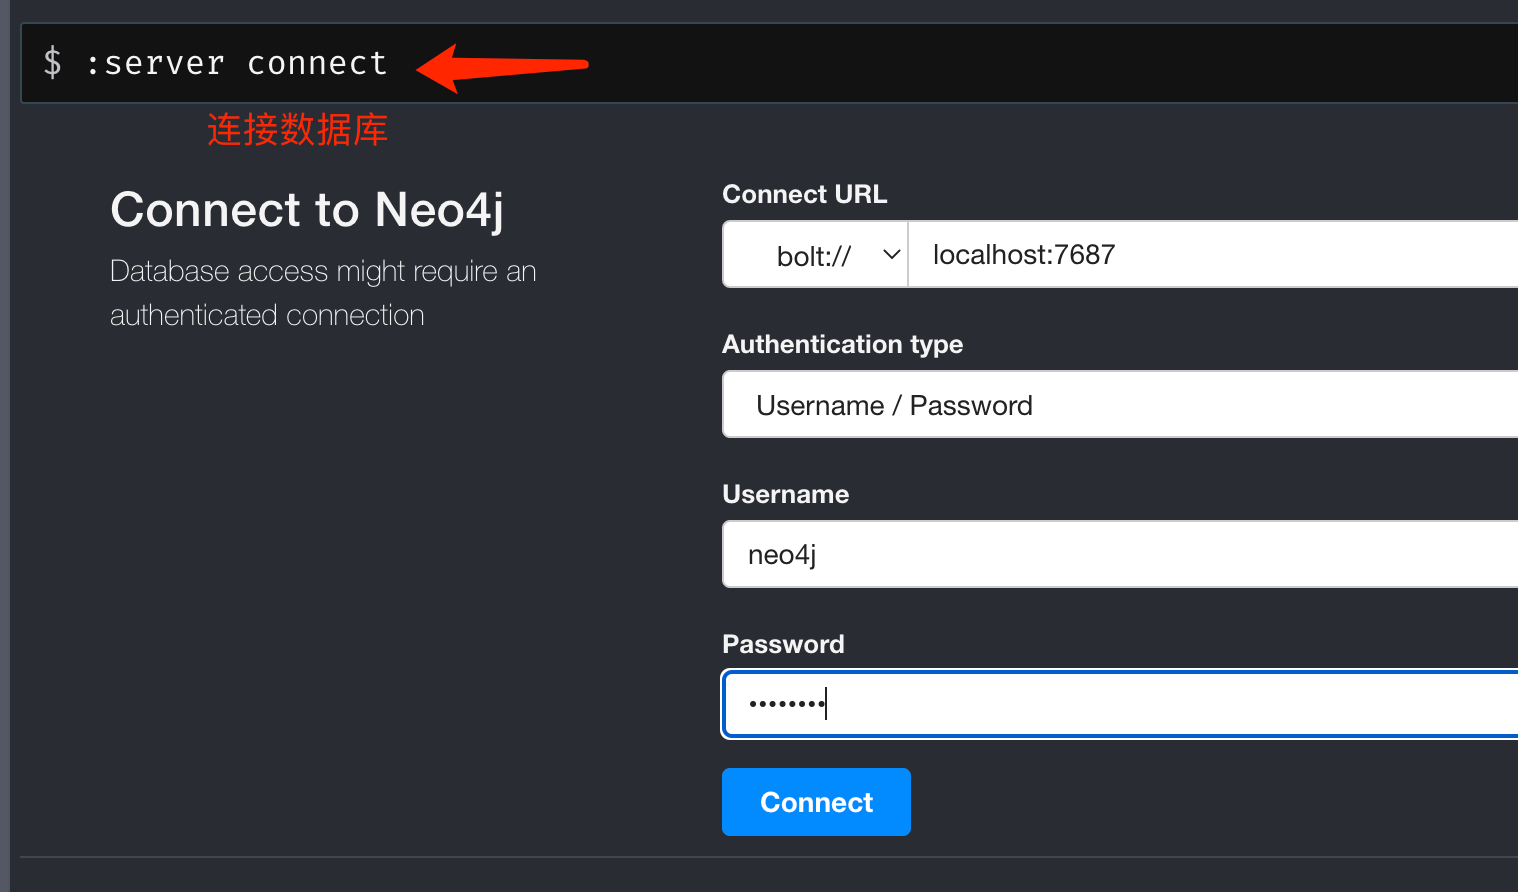 $ :server connect
连接数据库
Connect to Neo4j
Database access might require an
authenticated connection
Connect URL
bolt:// localhost:7687
Authentication type
Username / Password
Username
neo4j
Password
••••••••
Connect